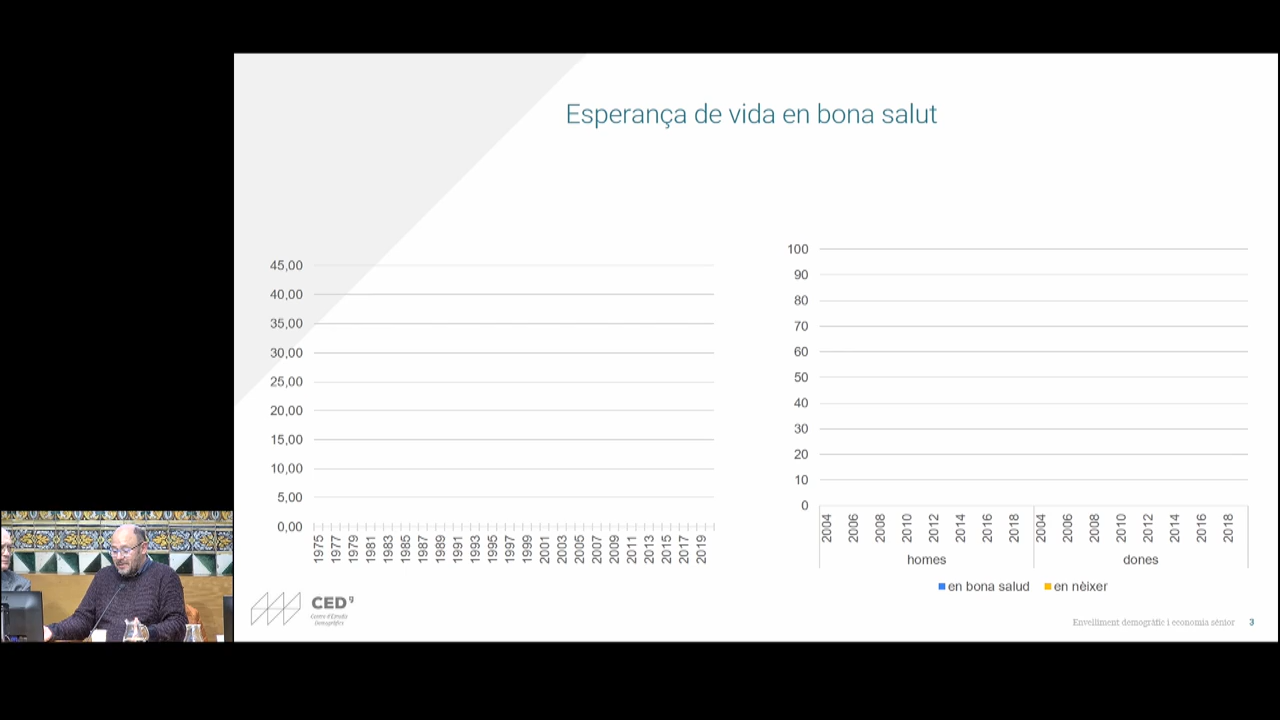 Esperança de vida en bona salut
45,00
40,00
35,00
30,00
25,00
20,00
15,00
10,00
5,00
0,00
1975 1977 1979 1981 1983 1985 1987 1989 1991 1993 1995 1997 1999 2001 2003 2005 2007 2009 2011 2013 2015 2017 2019
100
90
80
70
60
50
40
30
20
10
0
2004 2006 2008 2010 2012 2014 2016 2018 2004 2006 2008 2010 2012 2014 2016 2018
homes dones
en bona salud en nèixer
CED
Centre d'Estudis
Demogràfics
Envelliment demogràfic i economia sènior 3